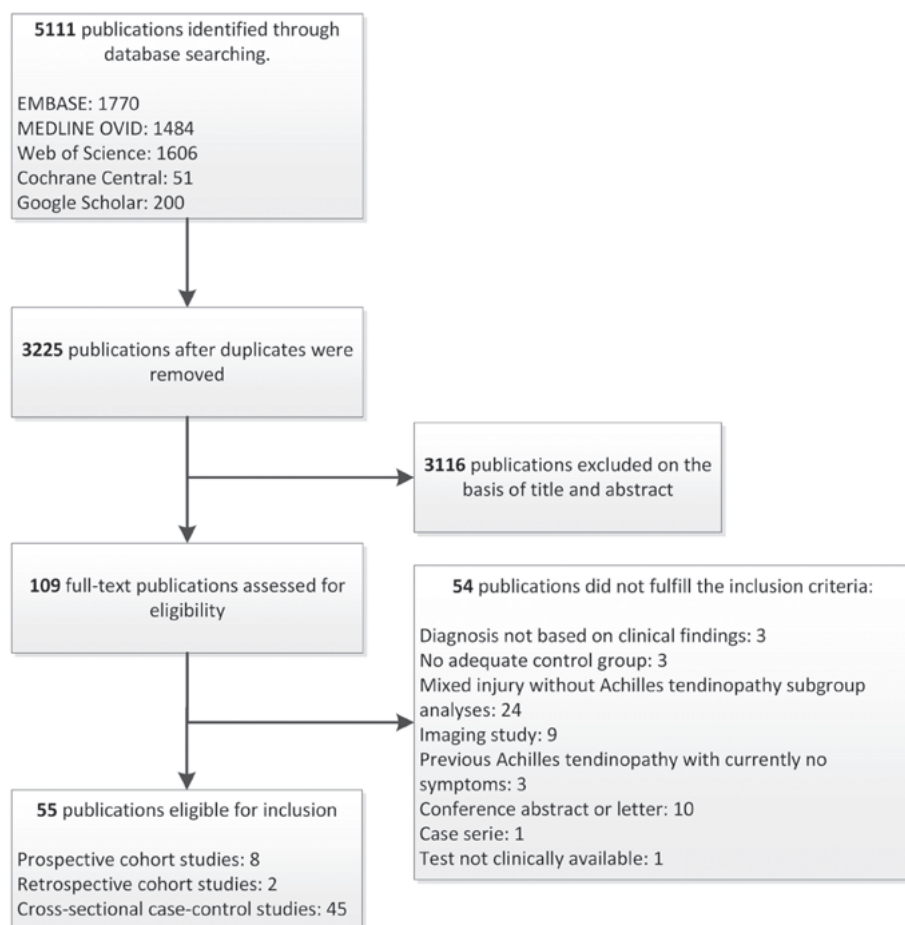 5111 publications identified through
database searching.
EMBASE: 1770
MEDLINE OVID: 1484
Web of Science: 1606
Cochrane Central: 51
Google Scholar: 200
3225 publications after duplicates were
removed
3116 publications excluded on the
basis of title and abstract
109 full-text publications assessed for
eligibility
54 publications did not fulfill the inclusion criteria:
Diagnosis not based on clinical findings: 3
No adequate control group: 3
Mixed injury without Achilles tendinopathy subgroup
analyses: 24
Imaging study: 9
Previous Achilles tendinopathy with currently no
symptoms: 3
Conference abstract or letter: 10
Case serie: 1
Test not clinically available: 1
55 publications eligible for inclusion
Prospective cohort studies: 8
Retrospective cohort studies: 2
Cross-sectional case-control studies: 45